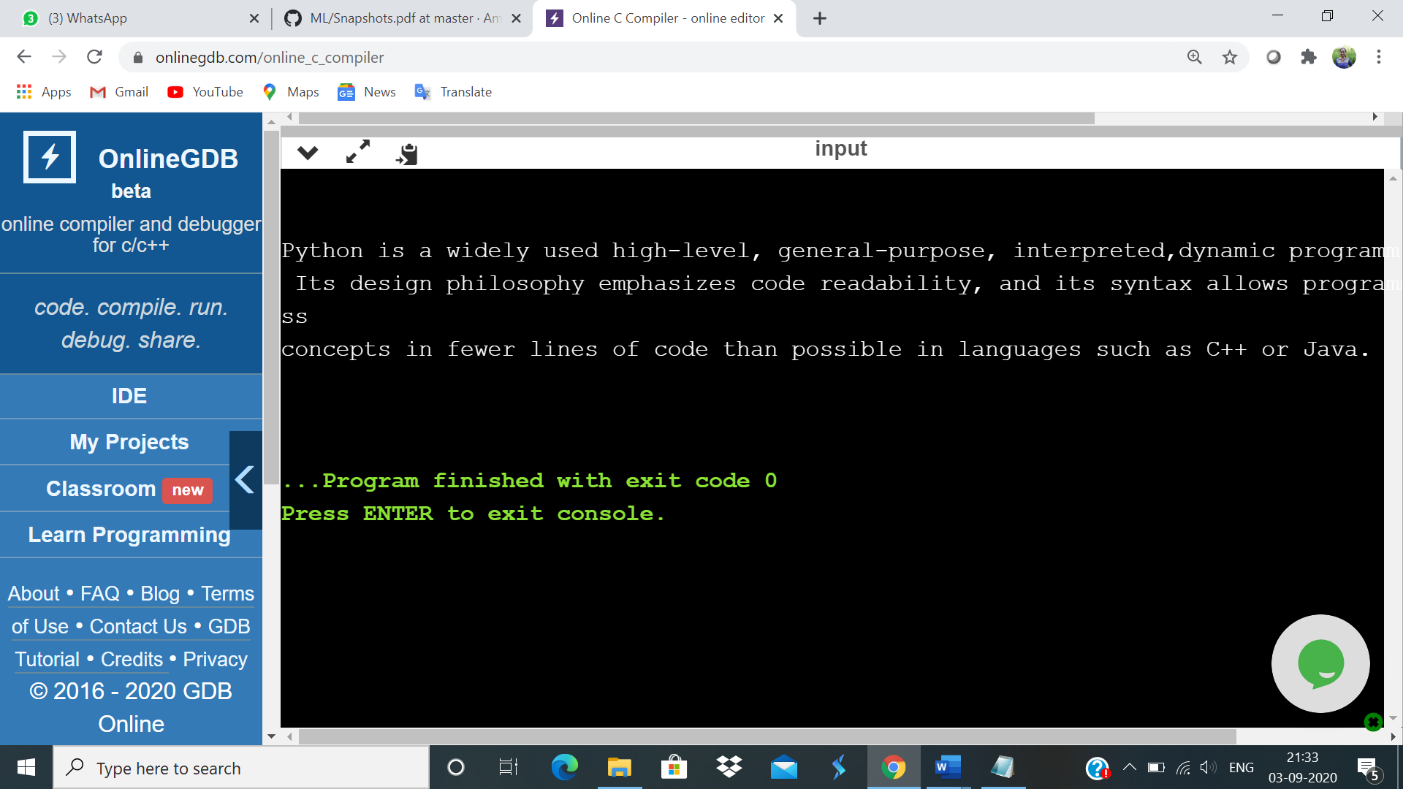 (3) WhatsApp
ML/Snapshots.pdf at master · Am
Online C Compiler - online editor
onlinegdb.com/online_c_compiler
Apps
Gmail
YouTube
Maps
News
Translate
OnlineGDB
beta
online compiler and debugger
for c/c++
code. compile. run.
debug. share.
IDE
My Projects
Classroom new
Learn Programming
About • FAQ • Blog • Terms
of Use • Contact Us • GDB
Tutorial • Credits • Privacy
© 2016 - 2020 GDB
Online
input
Python is a widely used high-level, general-purpose, interpreted,dynamic programm
Its design philosophy emphasizes code readability, and its syntax allows program
ss
concepts in fewer lines of code than possible in languages such as C++ or Java.
...Program finished with exit code 0
Press ENTER to exit console.
Type here to search
ENG
21:33
03-09-2020
5